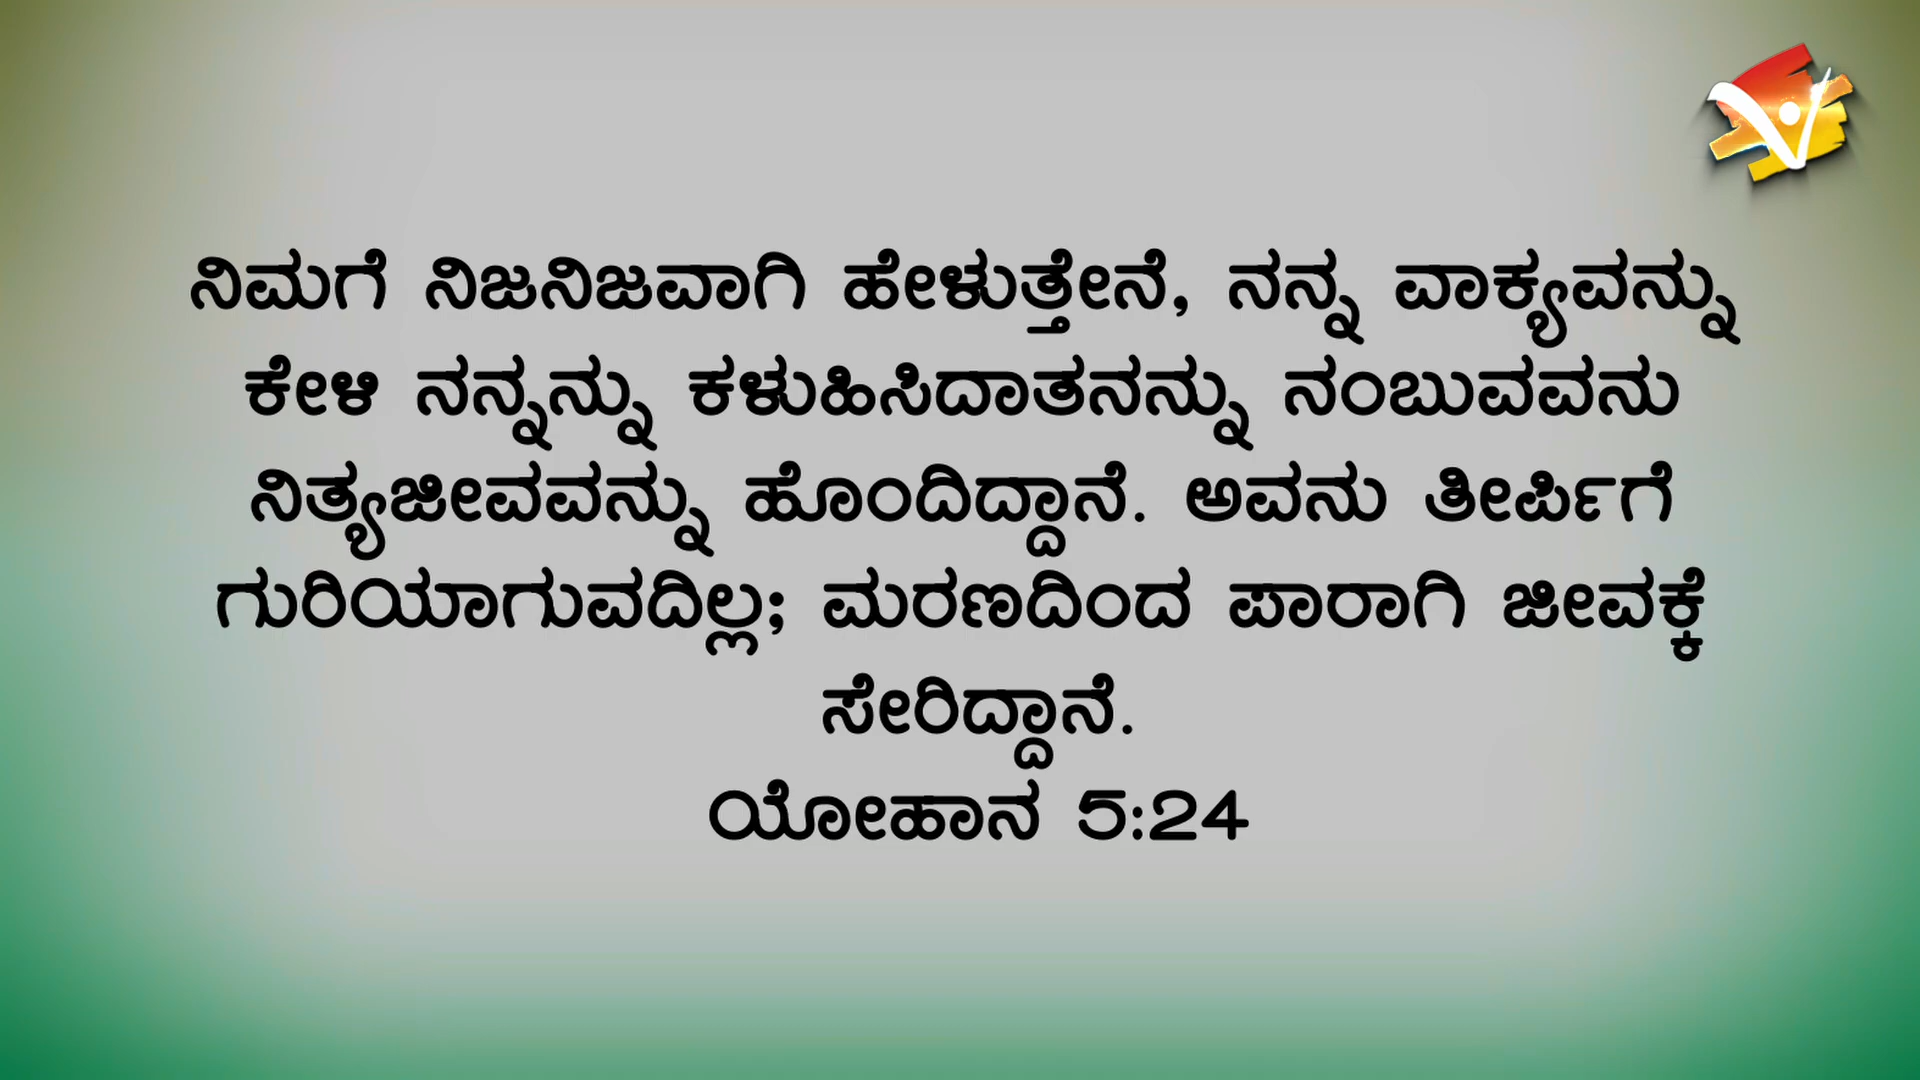 ನಿಮಗೆ ನಿಜನಿಜವಾಗಿ ಹೇಳುತ್ತೇನೆ, ನನ್ನ ವಾಕ್ಯವನ್ನು
ಕೇಳಿ ನನ್ನನ್ನು ಕಳುಹಿಸಿದಾತನನ್ನು ನಂಬುವವನು
ನಿತ್ಯಜೀವವನ್ನು ಹೊಂದಿದ್ದಾನೆ. ಅವನು ತೀರ್ಪಿಗೆ
ಗುರಿಯಾಗುವದಿಲ್ಲ; ಮರಣದಿಂದ ಪಾರಾಗಿ ಜೀವಕ್ಕೆ
ಸೇರಿದ್ದಾನೆ.
ಯೋಹಾನ 5:24